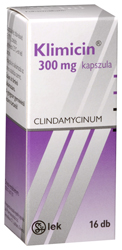 Klimicin®
300 mg kapszula
CLINDAMYCINUM
lek
16 db